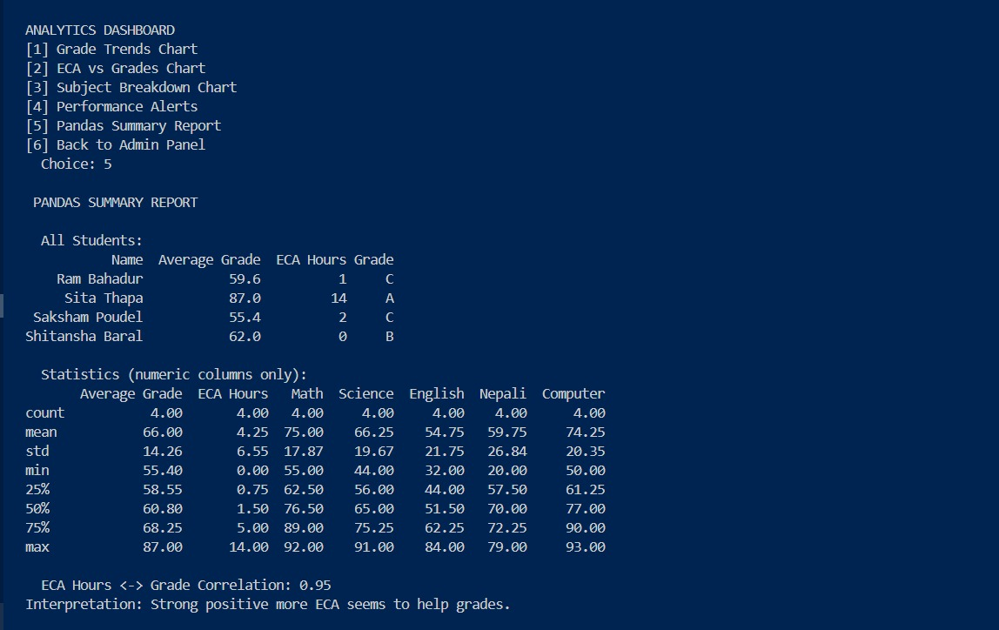 ANALYTICS DASHBOARD
[1] Grade Trends Chart
[2] ECA vs Grades Chart
[3] Subject Breakdown Chart
[4] Performance Alerts
[5] Pandas Summary Report
[6] Back to Admin Panel
Choice: 5
PANDAS SUMMARY REPORT
All Students:
Name Average Grade ECA Hours Grade
Ram Bahadur 59.6 1 C
Sita Thapa 87.0 14 A
Saksham Poudel 55.4 2 C
Shitansha Baral 62.0 0 B
Statistics (numeric columns only):
Average Grade ECA Hours Math Science English Nepali Computer
count 4.00 4.00 4.00 4.00 4.00 4.00 4.00
mean 66.00 4.25 75.00 66.25 54.75 59.75 74.25
std 14.26 6.55 17.87 19.67 21.75 26.84 20.35
min 55.40 0.00 55.00 44.00 32.00 20.00 50.00
25% 58.55 0.75 62.50 56.00 44.00 57.50 61.25
50% 60.80 1.50 76.50 65.00 51.50 70.00 77.00
75% 68.25 5.00 89.00 75.25 62.25 72.25 90.00
max 87.00 14.00 92.00 91.00 84.00 79.00 93.00
ECA Hours <-> Grade Correlation: 0.95
Interpretation: Strong positive more ECA seems to help grades.